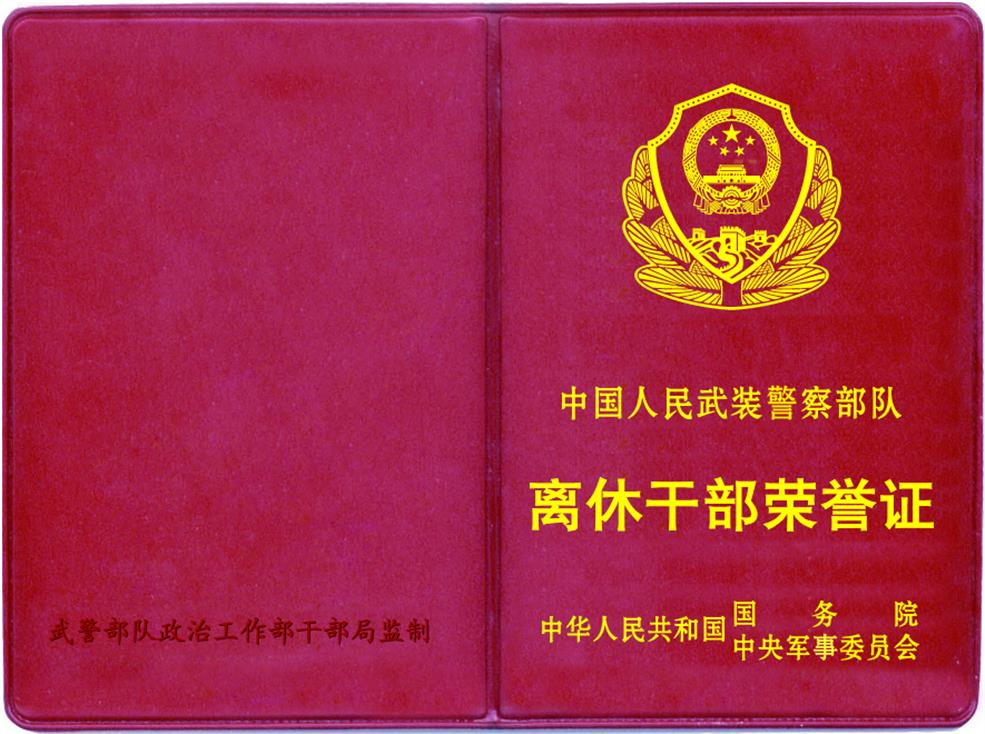 中国人民武装警察部队
离休干部荣誉证
中华人民共和国 国务院
中央军事委员会
武警部队政治工作部干部局监制